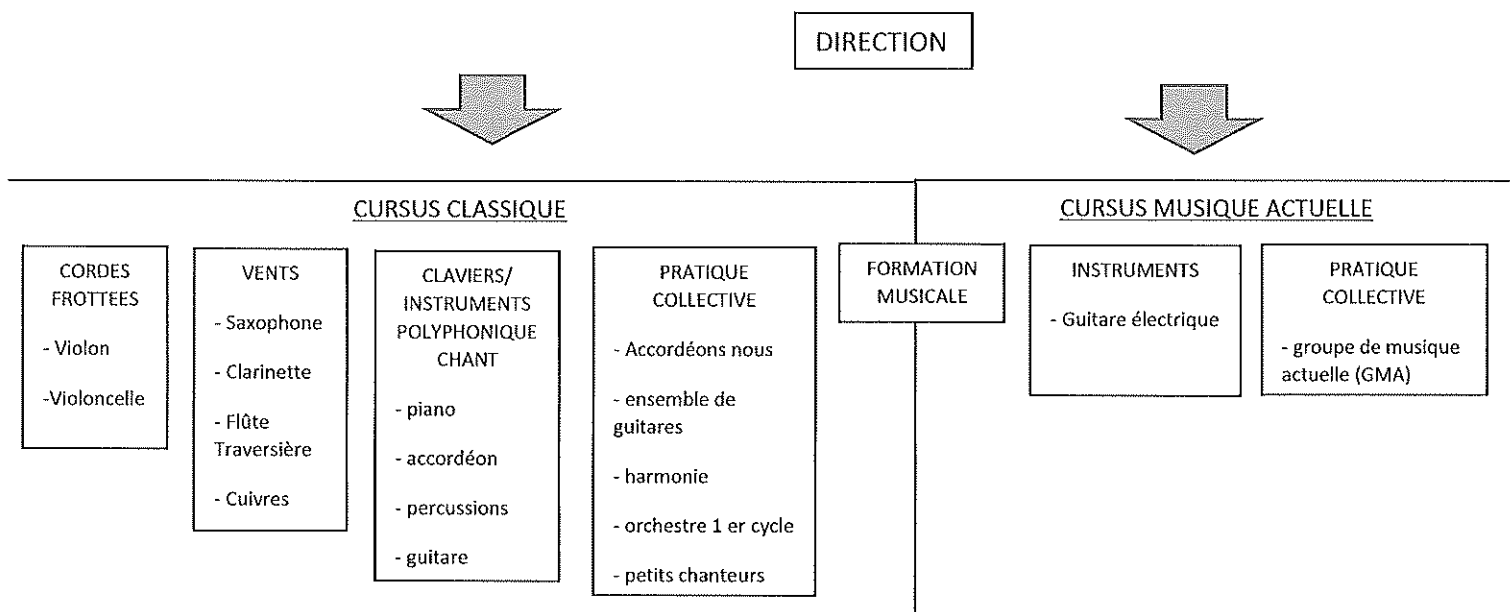 DIRECTION
CURSUS CLASSIQUE
CORDES
FROTTEES
- Violon
-Violoncelle
VENTS
- Saxophone
- Clarinette
- Flûte
Traversière
- Cuivres
CLAVIERS/
INSTRUMENTS
POLYPHONIQUE
CHANT
- piano
- accordéon
- percussions
- guitare
PRATIQUE
COLLECTIVE
- Accordéons nous
- ensemble de
guitares
- harmonie
- orchestre 1 er cycle
- petits chanteurs
FORMATION
MUSICALE
CURSUS MUSIQUE ACTUELLE
INSTRUMENTS
- Guitare électrique
PRATIQUE
COLLECTIVE
- groupe de musique
actuelle (GMA)